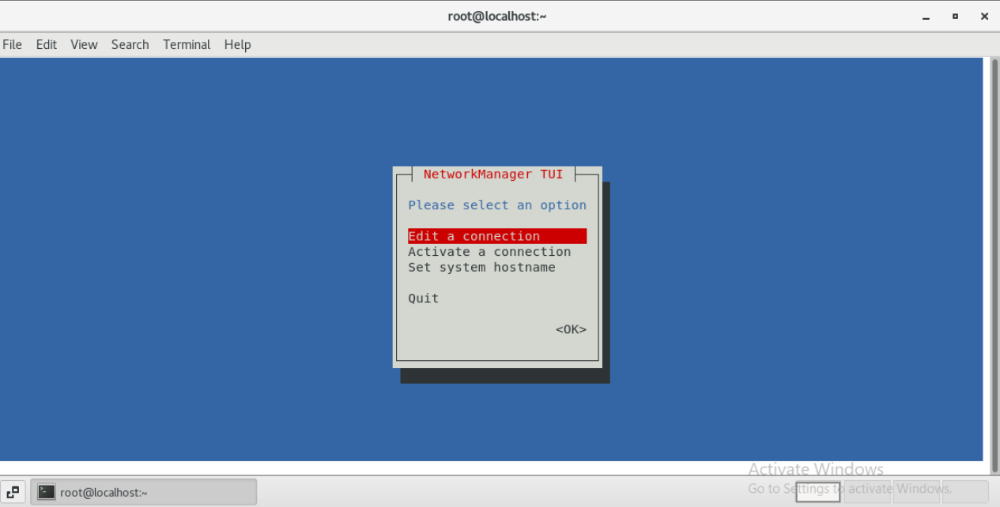 root@localhost:~
File Edit View Search Terminal Help
NetworkManager TUI
Please select an option
Edit a connection
Activate a connection
Set system hostname
Quit
<OK>
Activate Windows
Go to Settings to activate Windows.
root@localhost:~